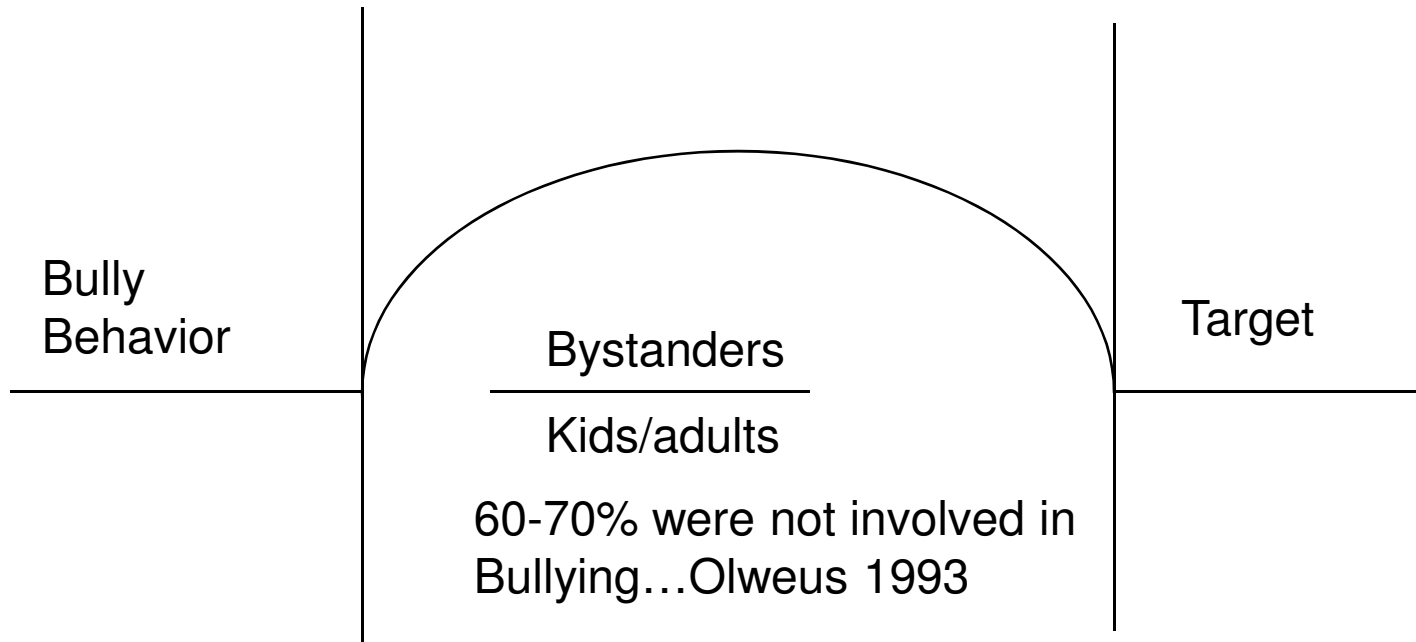 Bully
Behavior
Bystanders
Kids/adults
60-70% were not involved in
Bullying…Olweus 1993
Target